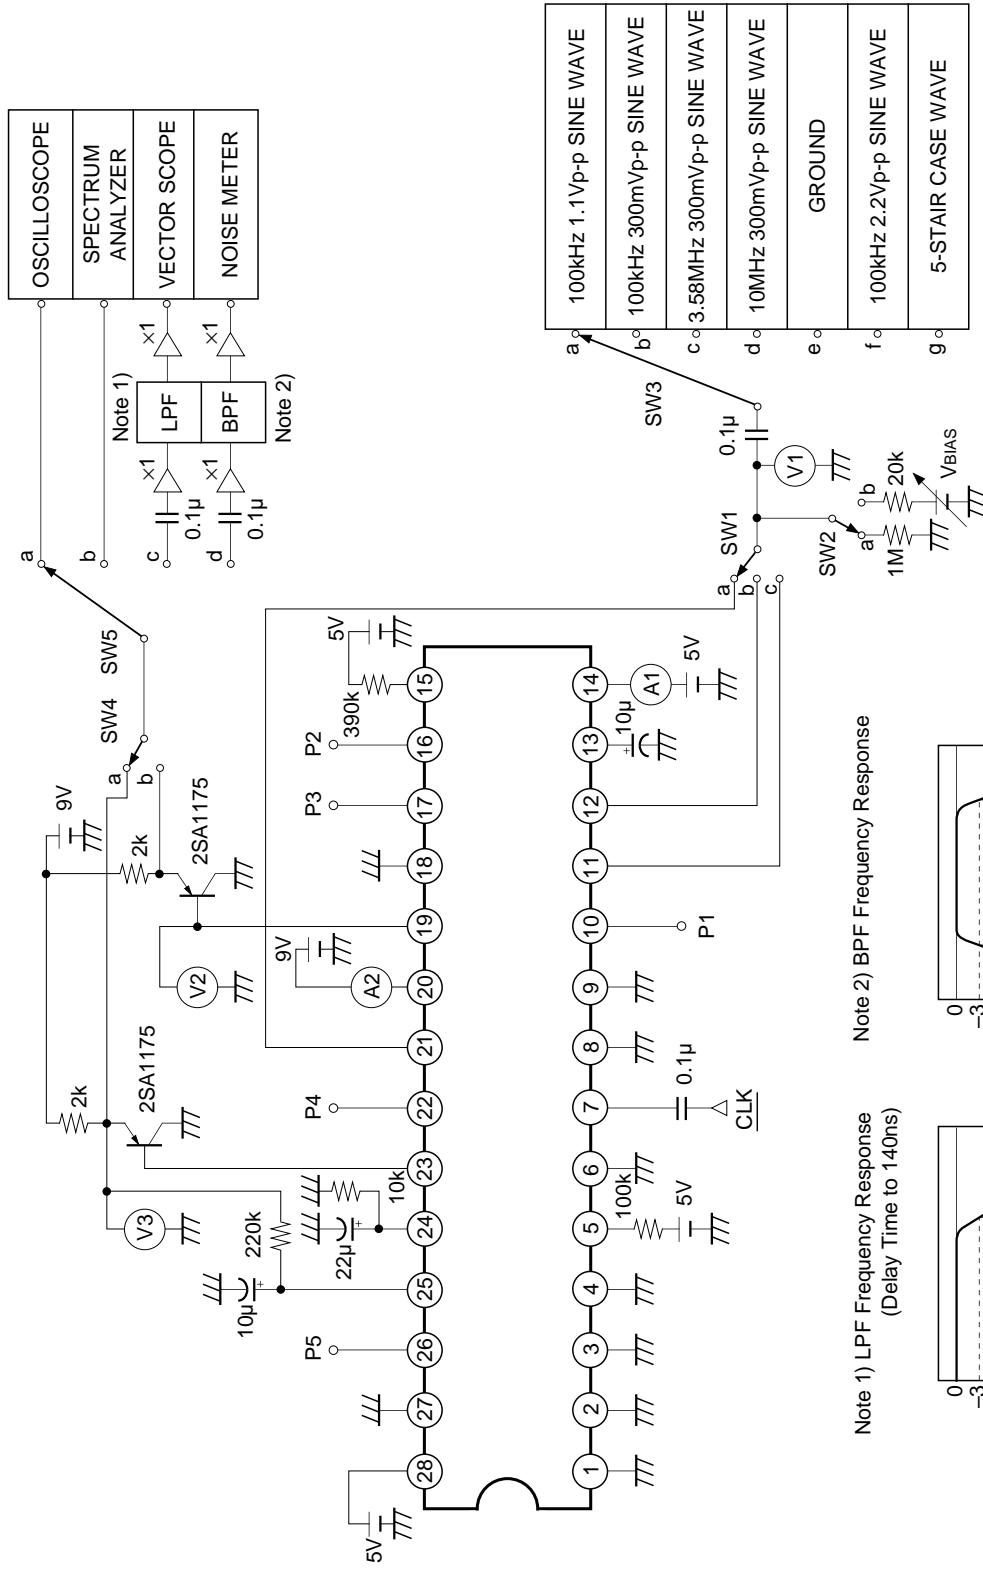 OSCILLOSCOPE
SPECTRUM
ANALYZER
VECTOR SCOPE
NOISE METER
Note 1)
LPF
BPF
Note 2)
×1
×1
×1
×1
0.1μ
0.1μ
a
b
c
d
SW5
SW4
a
b
9V
2k
2SA1175
2k
2SA1175
V3
V2
220k
10μ
22μ
10k
9V
A2
5V
390k
P5
P4
P3
P2
5V
28
27
26
25
24
23
22
21
20
19
18
17
16
15
1
2
3
4
5
6
7
8
9
10
11
12
13
14
100k
5V
0.1μ
CLK
P1
10μ
A1
5V
a
b
c
SW1
SW2
a
b
1M
20k
VBIAS
V1
0.1μ
SW3
a
100kHz 1.1Vp-p SINE WAVE
b
100kHz 300mVp-p SINE WAVE
c
3.58MHz 300mVp-p SINE WAVE
d
10MHz 300mVp-p SINE WAVE
e
GROUND
f
100kHz 2.2Vp-p SINE WAVE
g
5-STAIR CASE WAVE
Note 1) LPF Frequency Response
(Delay Time to 140ns)
0
–3
Note 2) BPF Frequency Response
0
–3